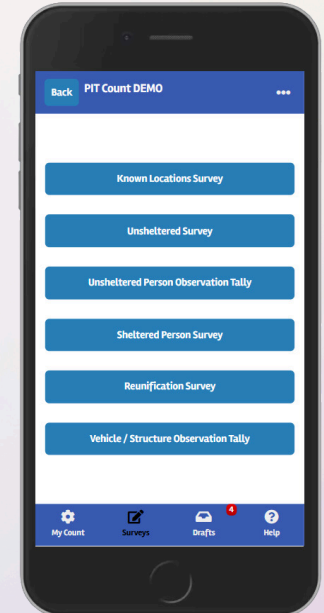 Back PIT Count DEMO
Known Locations Survey
Unsheltered Survey
Unsheltered Person Observation Tally
Sheltered Person Survey
Reunification Survey
Vehicle / Structure Observation Tally
4
My Count Surveys Drafts Help